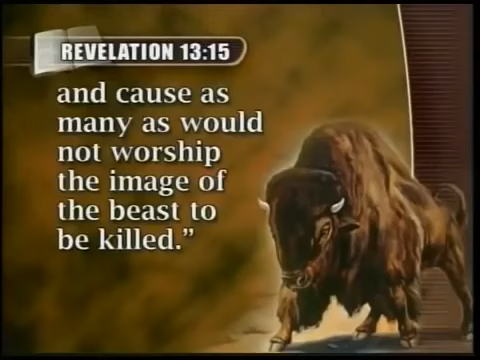 REVELATION 13:15
and cause as
many as would
not worship
the image of
the beast to
be killed.”